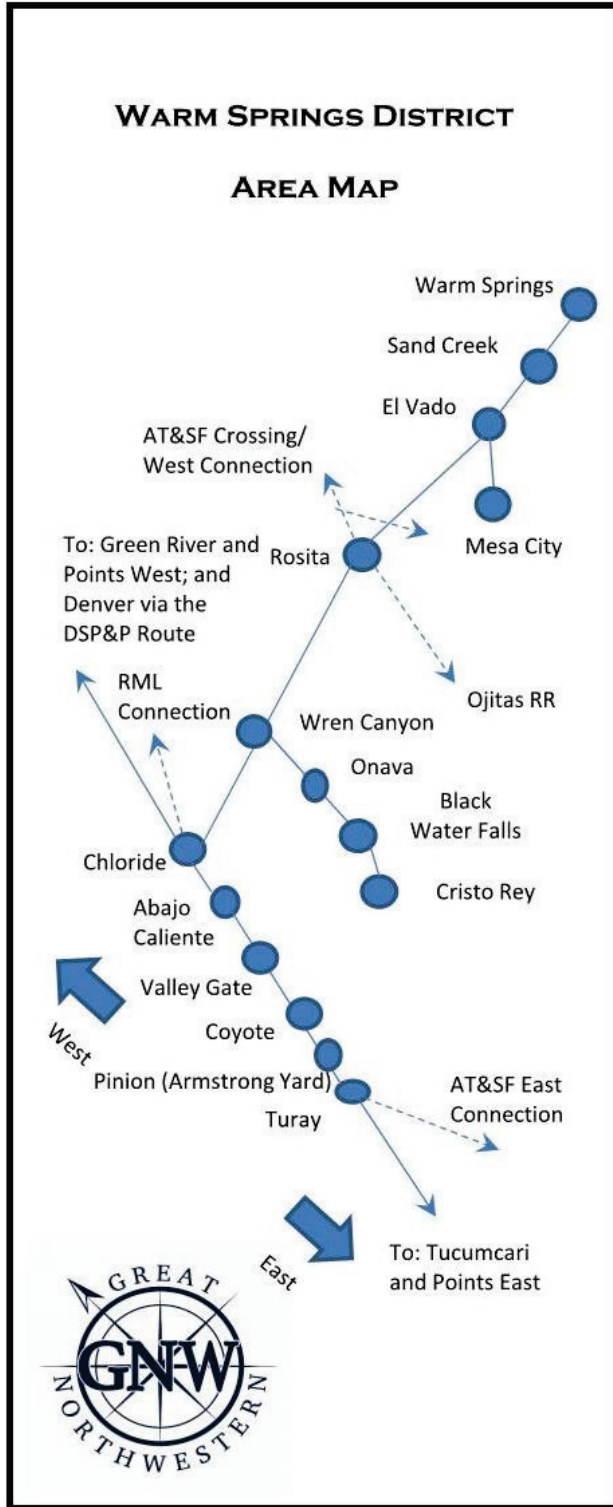 WARM SPRINGS DISTRICT
AREA MAP
Warm Springs
Sand Creek
El Vado
AT&SF Crossing/
West Connection
Mesa City
To: Green River and
Points West; and
Denver via the
DSP&P Route
Rosita
RML
Connection
Ojitas RR
Wren Canyon
Onava
Black
Water Falls
Chloride
Cristo Rey
Abajo
Caliente
Valley Gate
West
Coyote
Pinion (Armstrong Yard)
Turay
AT&SF East
Connection
East
To: Tucumcari
and Points East
GREAT
GNW
NORTHWESTERN